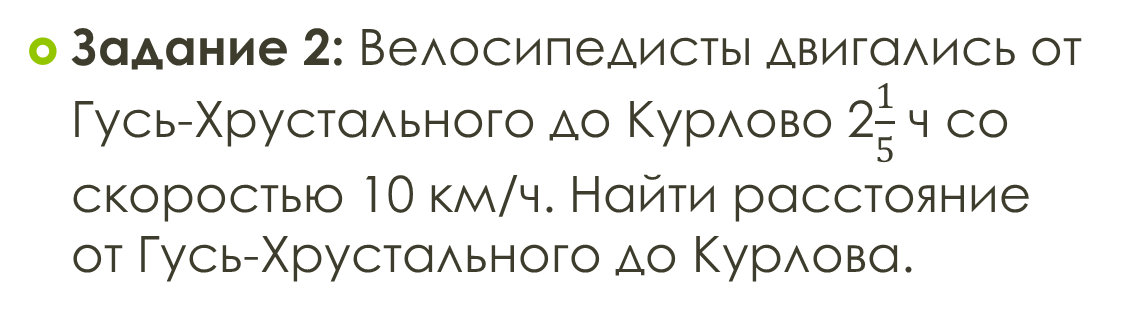 Задание 2: Велосипедисты двигались от
Гусь-Хрустального до Курлово 2 1/5 ч со
скоростью 10 км/ч. Найти расстояние
от Гусь-Хрустального до Курлова.